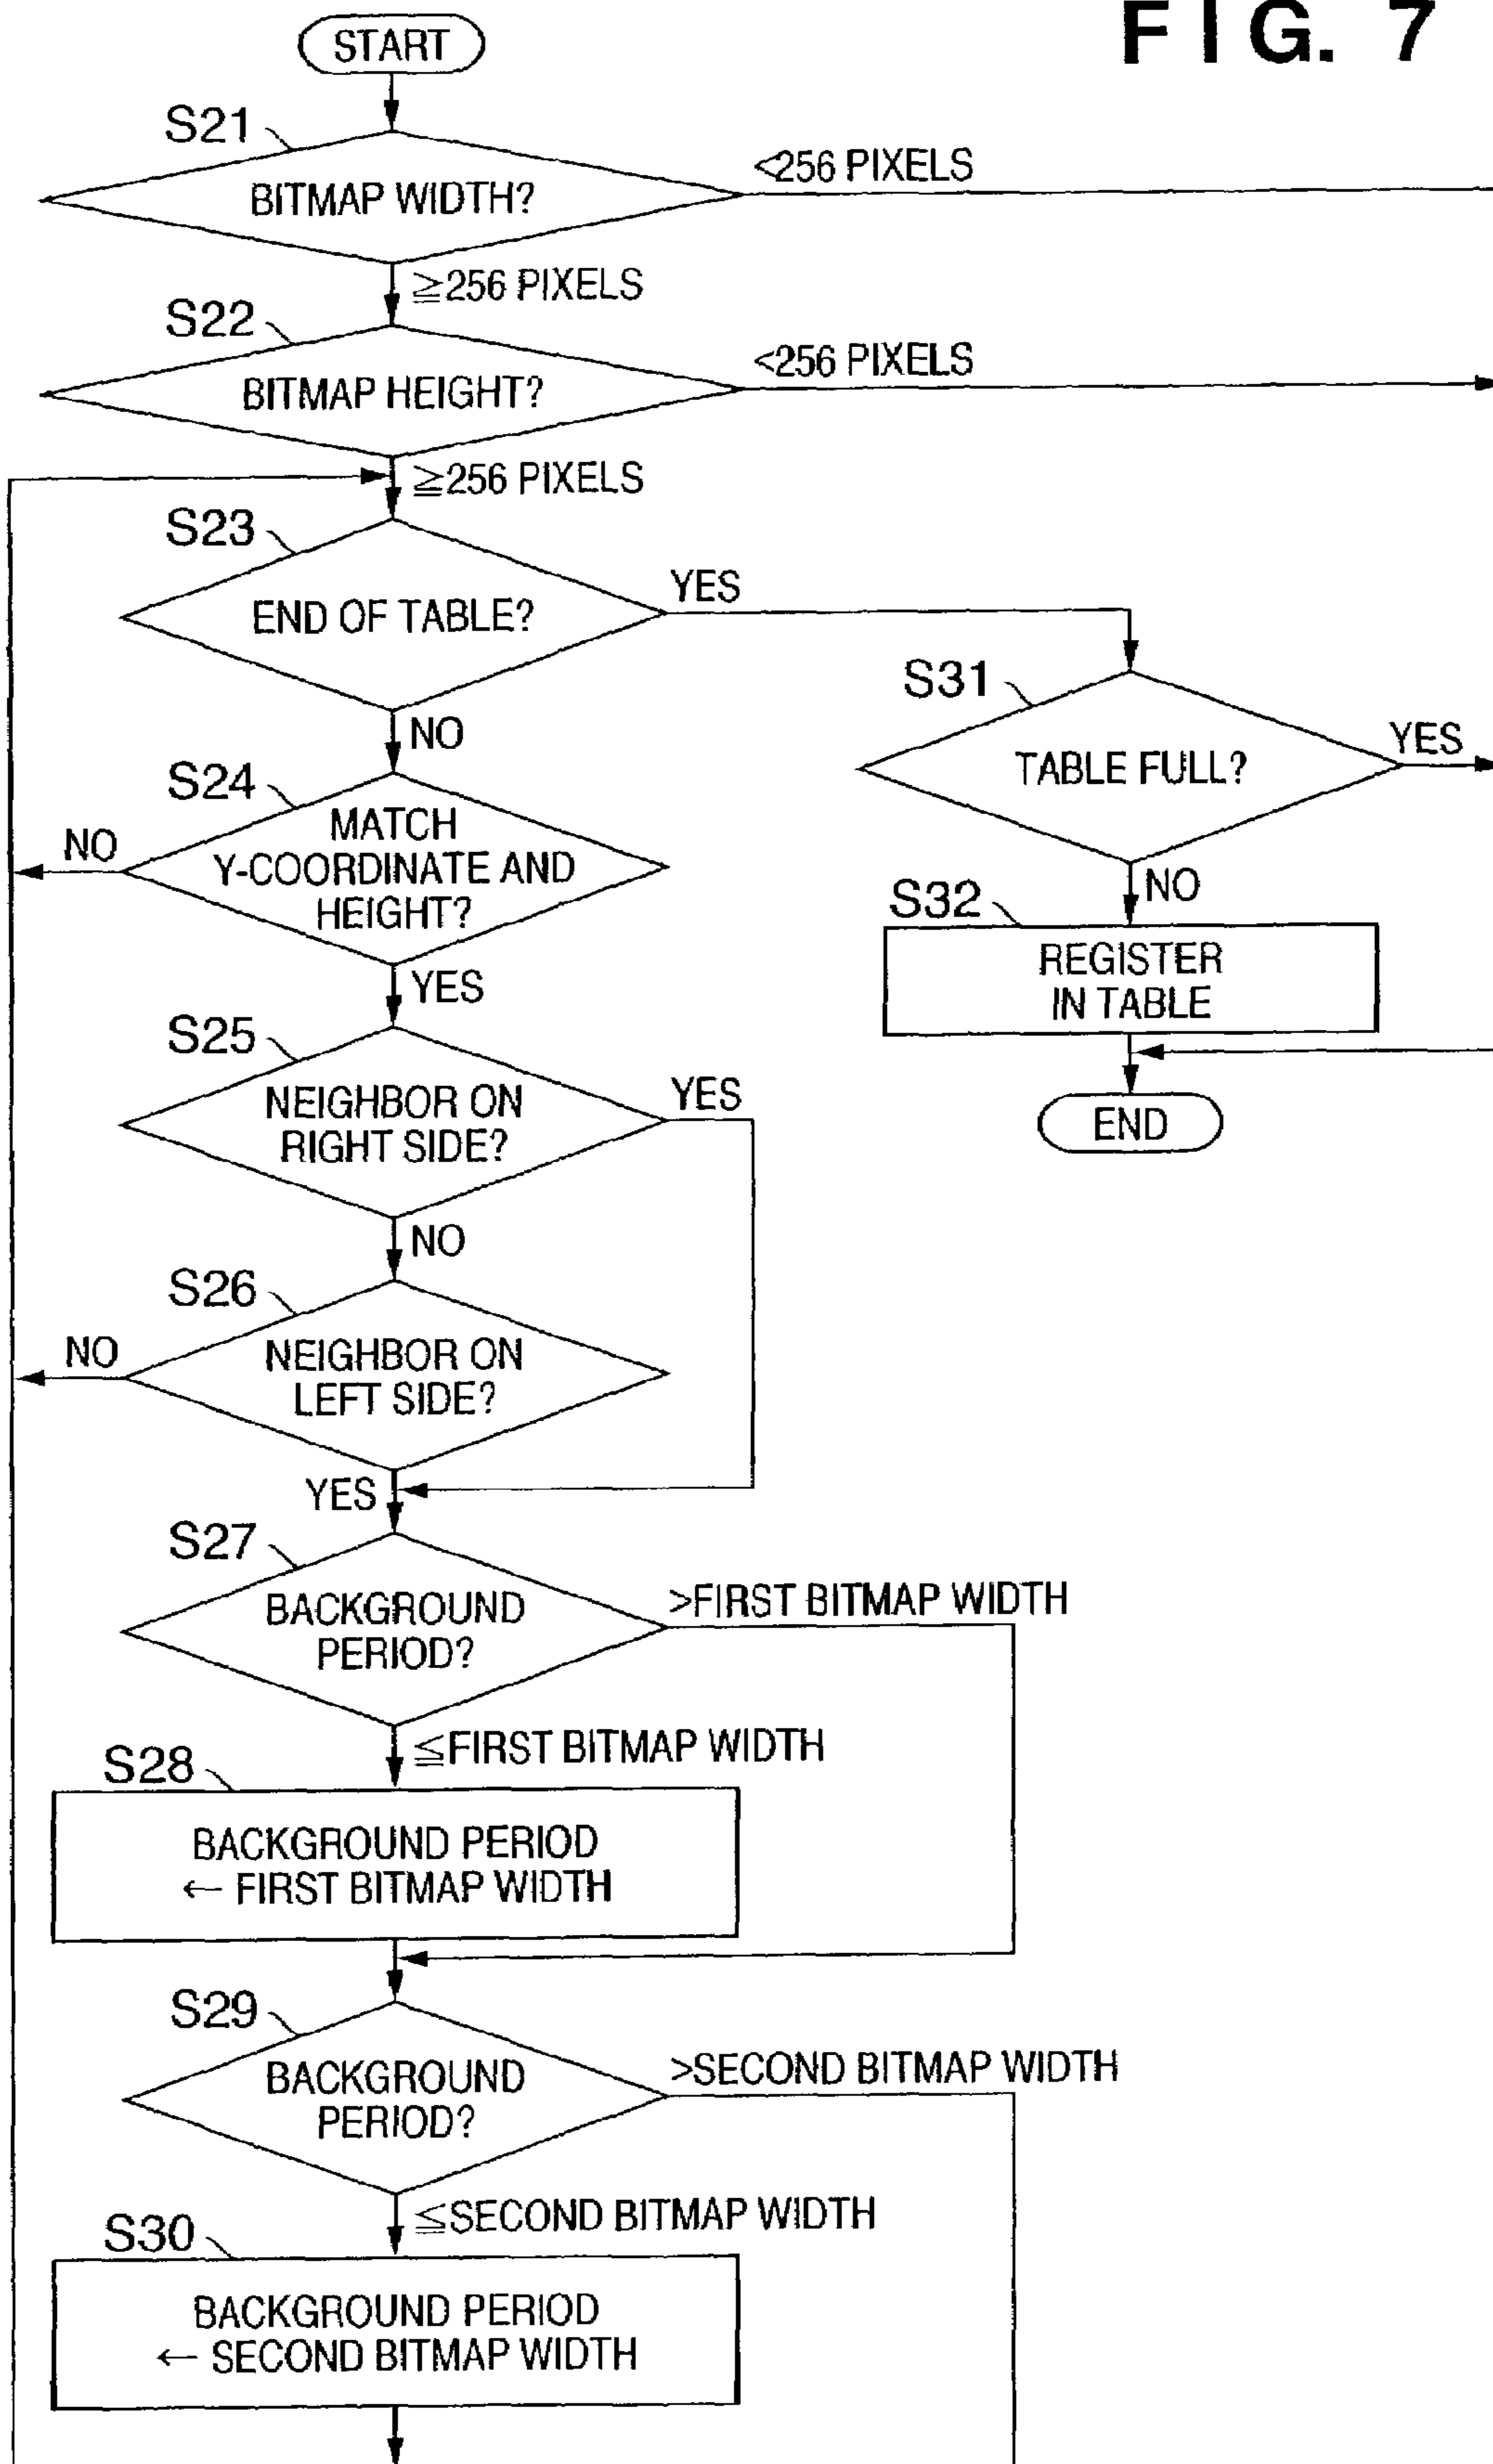 FIG. 7
START
S21
BITMAP WIDTH?
<256 PIXELS
≧256 PIXELS
S22
BITMAP HEIGHT?
<256 PIXELS
≧256 PIXELS
S23
END OF TABLE?
YES
NO
S31
TABLE FULL?
YES
NO
S32
REGISTER
IN TABLE
END
S24
MATCH
Y-COORDINATE AND
HEIGHT?
NO
YES
S25
NEIGHBOR ON
RIGHT SIDE?
YES
NO
S26
NEIGHBOR ON
LEFT SIDE?
NO
YES
S27
BACKGROUND
PERIOD?
>FIRST BITMAP WIDTH
≦FIRST BITMAP WIDTH
S28
BACKGROUND PERIOD
← FIRST BITMAP WIDTH
S29
BACKGROUND
PERIOD?
>SECOND BITMAP WIDTH
≦SECOND BITMAP WIDTH
S30
BACKGROUND PERIOD
← SECOND BITMAP WIDTH